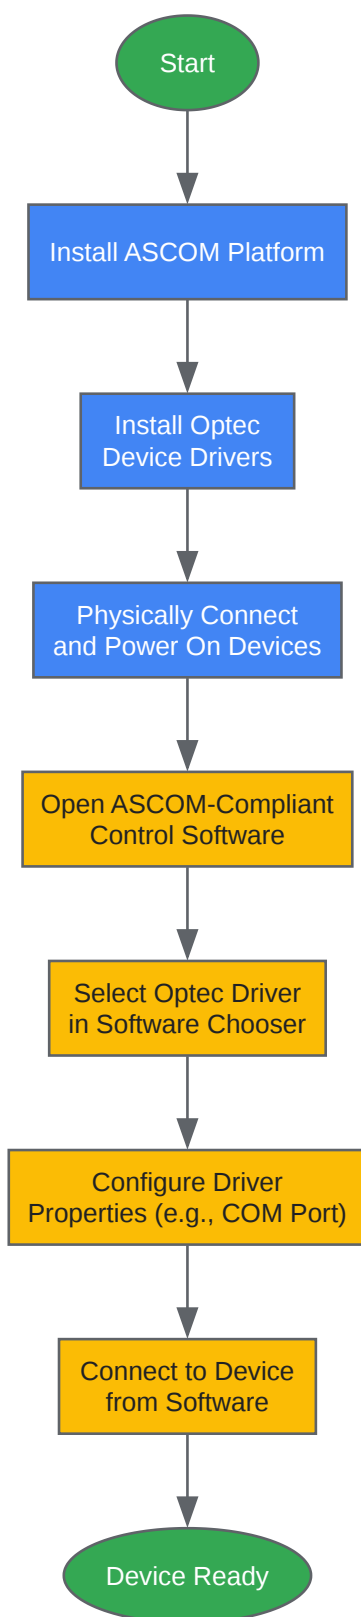 Start
Install ASCOM Platform
Install Optec
Device Drivers
Physically Connect
and Power On Devices
Open ASCOM-Compliant
Control Software
Select Optec Driver
in Software Chooser
Configure Driver
Properties (e.g., COM Port)
Connect to Device
from Software
Device Ready